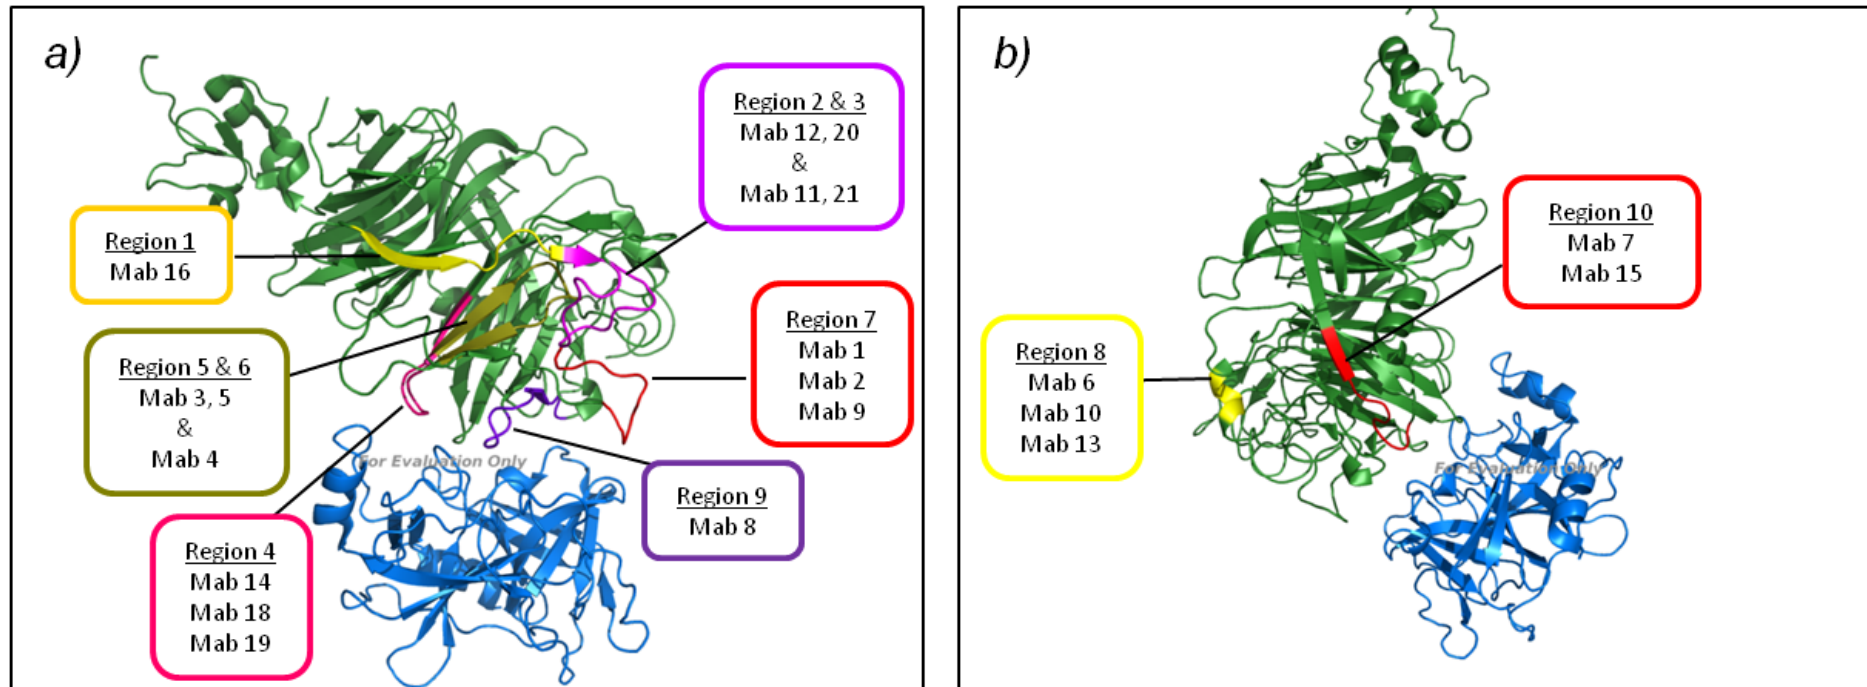 a)
Region 2 & 3
Mab 12, 20
&
Mab 11, 21
Region 1
Mab 16
Region 7
Mab 1
Mab 2
Mab 9
Region 5 & 6
Mab 3, 5
&
Mab 4
For Evaluation Only
Region 9
Mab 8
Region 4
Mab 14
Mab 18
Mab 19
b)
Region 10
Mab 7
Mab 15
Region 8
Mab 6
Mab 10
Mab 13
For Evaluation Only